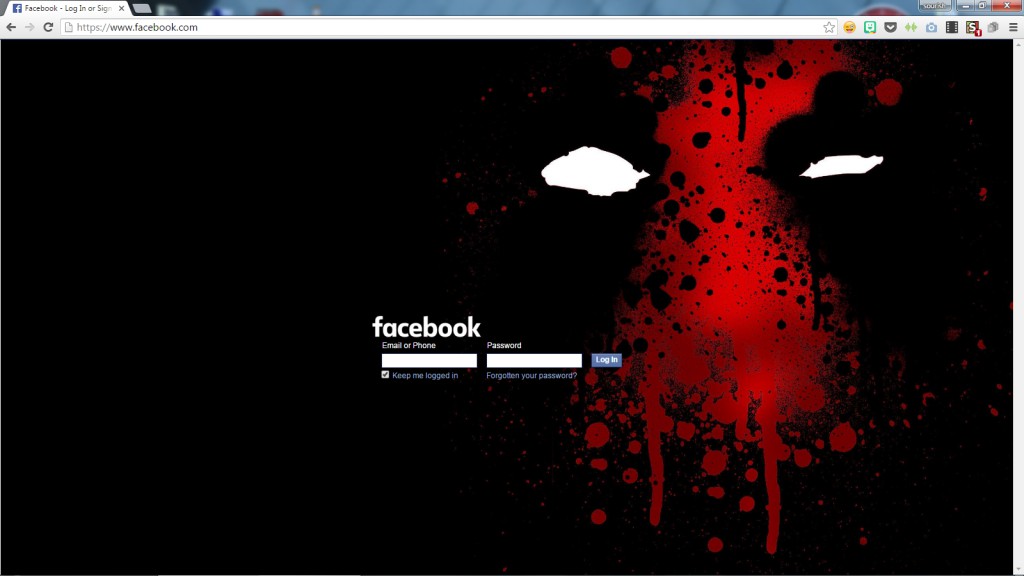 Facebook - Log In or Sign
sourish
https://www.facebook.com
facebook
Email or Phone
Password
Log In
Keep me logged in
Forgotten your password?